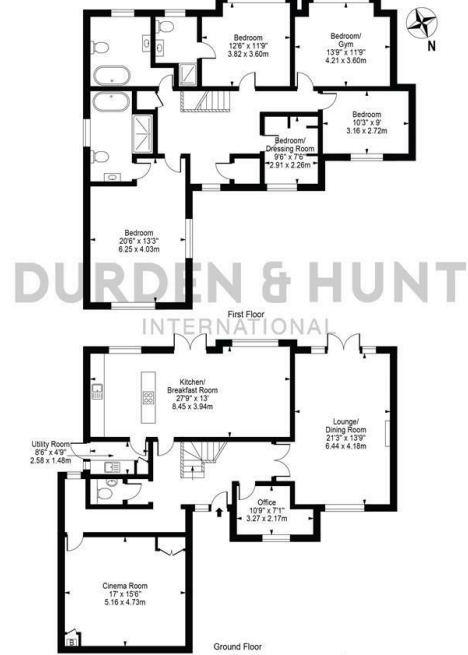 Bedroom
12'6" x 11'9"
3.82 x 3.60m
Bedroom/
Gym
13'9" x 11'9"
4.21 x 3.60m
N
Bedroom
10'3" x 9'
3.16 x 2.72m
Bedroom/
Dressing Room
9'6" x 7'6"
2.91 x 2.26m
Bedroom
20'6" x 13'3"
6.25 x 4.03m
DURDEN & HUNT
INTERNATIONAL
First Floor
Kitchen/
Breakfast Room
27'9" x 13'
8.45 x 3.94m
Lounge/
Dining Room
21'3" x 13'9"
6.44 x 4.18m
Utility Room
8'6" x 4'9"
2.58 x 1.48m
Office
10'9" x 7'1"
3.27 x 2.17m
Cinema Room
17' x 15'6"
5.16 x 4.73m
B
Ground Floor